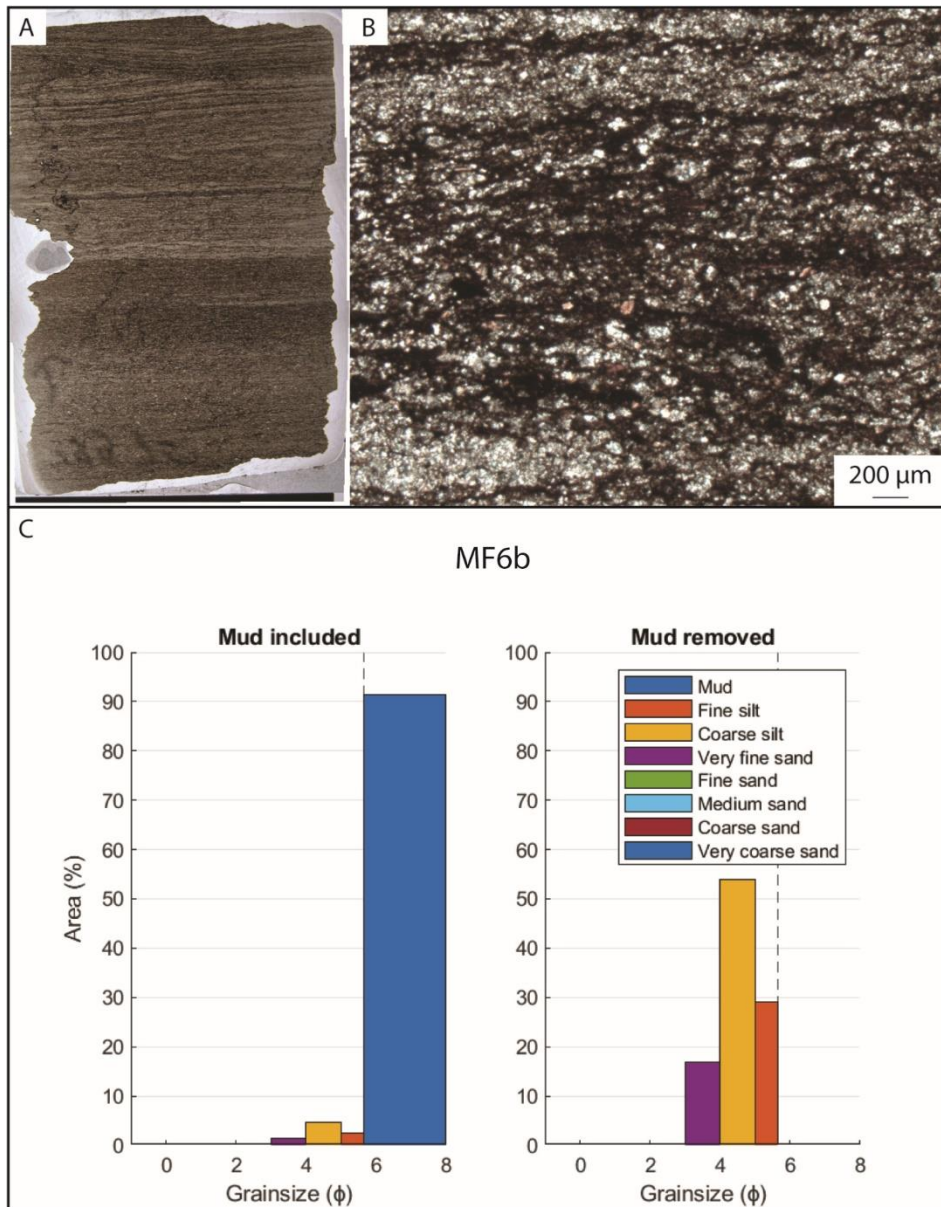 A
B
200 µm
C
MF6b
Mud included
Mud removed
100
90
80
70
60
50
40
30
20
10
0
Area (%)
0 2 4 6 8
Grainsize (ϕ)
100
90
80
70
60
50
40
30
20
10
0
Mud
Fine silt
Coarse silt
Very fine sand
Fine sand
Medium sand
Coarse sand
Very coarse sand
0 2 4 6 8
Grainsize (ϕ)